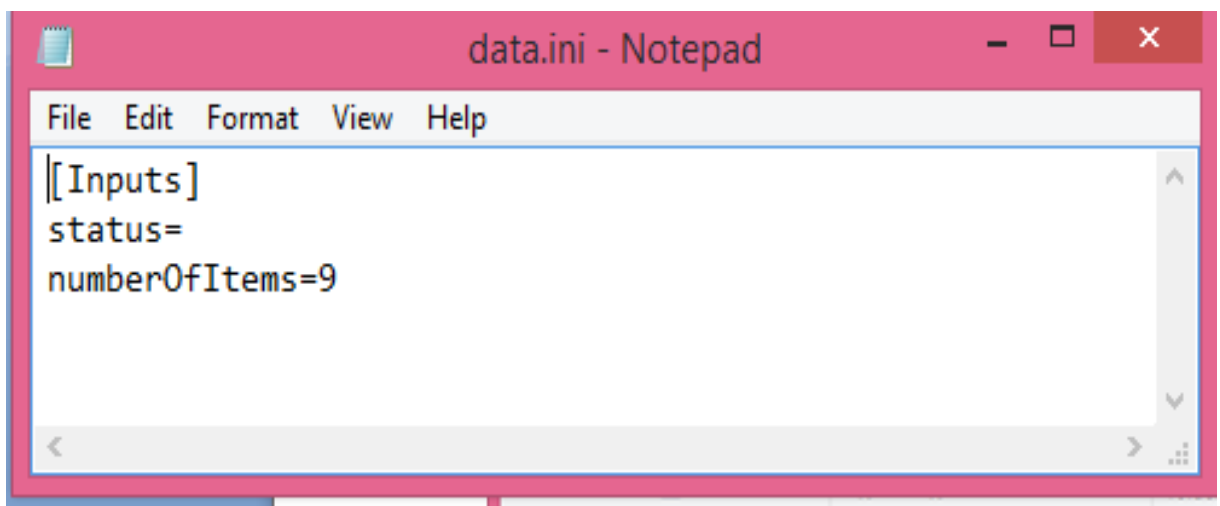 data.ini - Notepad
File Edit Format View Help
[Inputs]
status=
numberOfItems=9